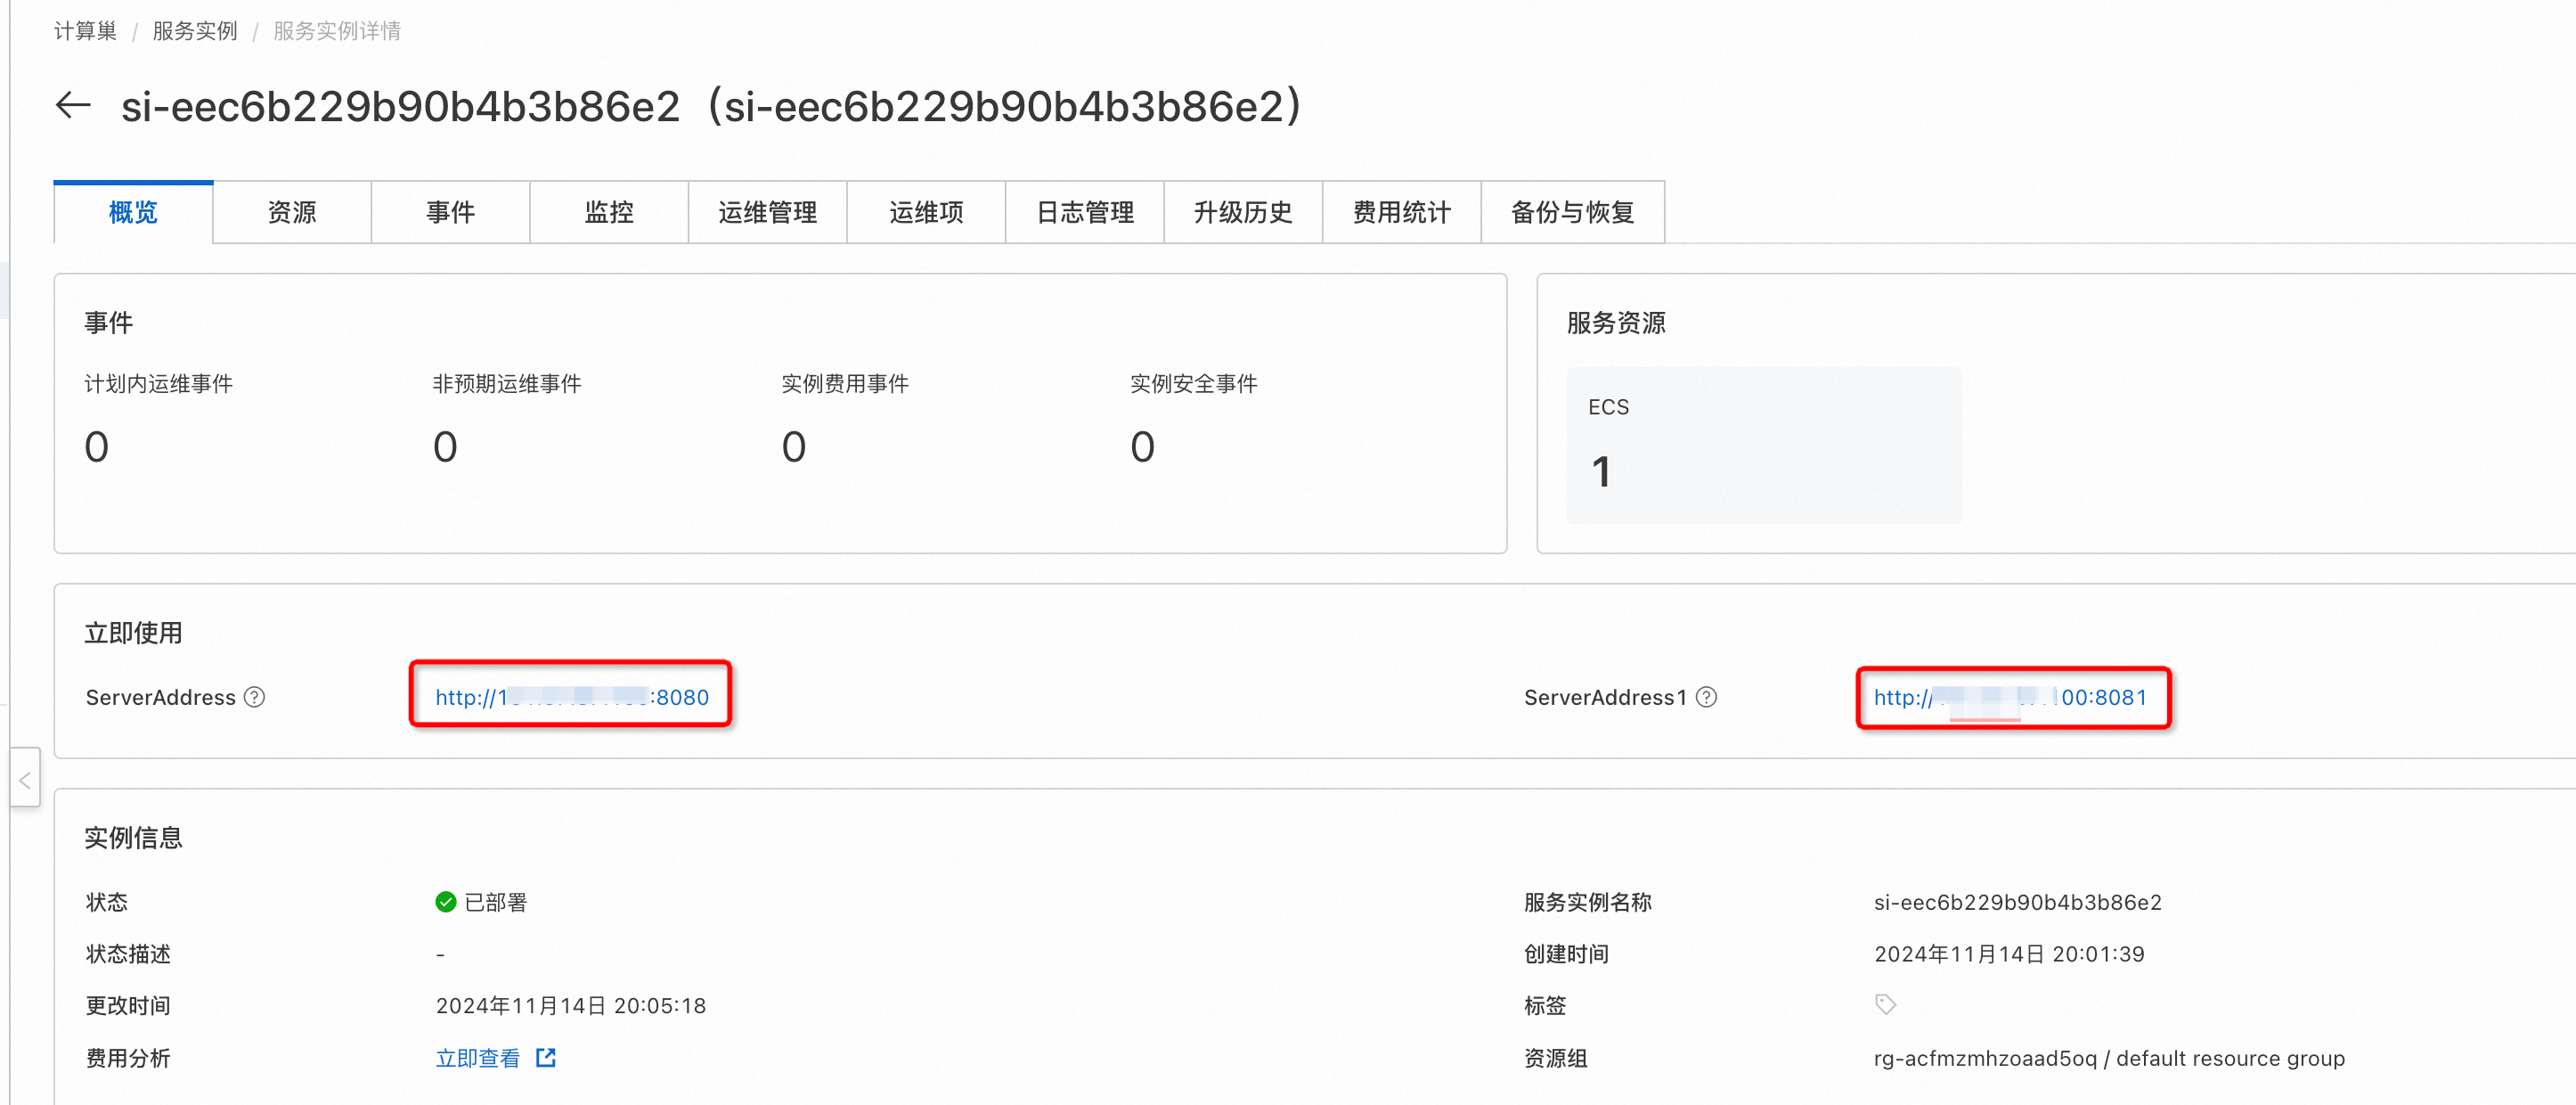 计算巢 / 服务实例 / 服务实例详情
si-eec6b229b90b4b3b86e2（si-eec6b229b90b4b3b86e2）
概览 资源 事件 监控 运维管理 运维项 日志管理 升级历史 费用统计 备份与恢复
事件
计划内运维事件 非预期运维事件 实例费用事件 实例安全事件
0 0 0 0
服务资源
ECS
1
立即使用
ServerAddress http://1 :8080 ServerAddress1 http:// 00:8081
实例信息
状态 已部署 服务实例名称 si-eec6b229b90b4b3b86e2
状态描述 - 创建时间 2024年11月14日 20:01:39
更改时间 2024年11月14日 20:05:18 标签
费用分析 立即查看 资源组 rg-acfmzmhzoaad5oq / default resource group